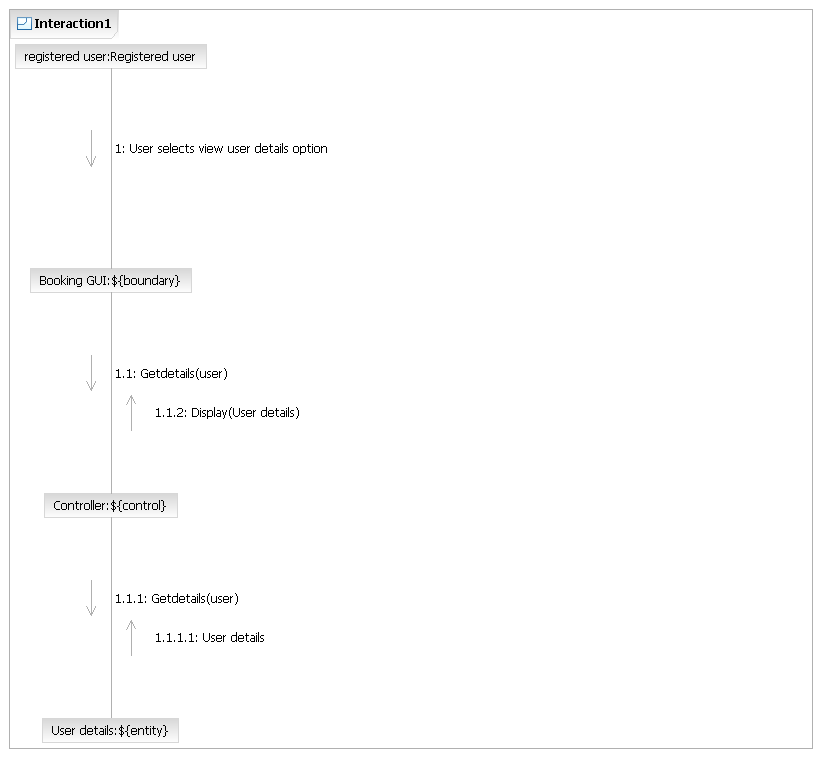 Interaction1
registered user:Registered user
1: User selects view user details option
Booking GUI:${boundary}
1.1: Getdetails(user)
1.1.2: Display(User details)
Controller:${control}
1.1.1: Getdetails(user)
1.1.1.1: User details
User details:${entity}